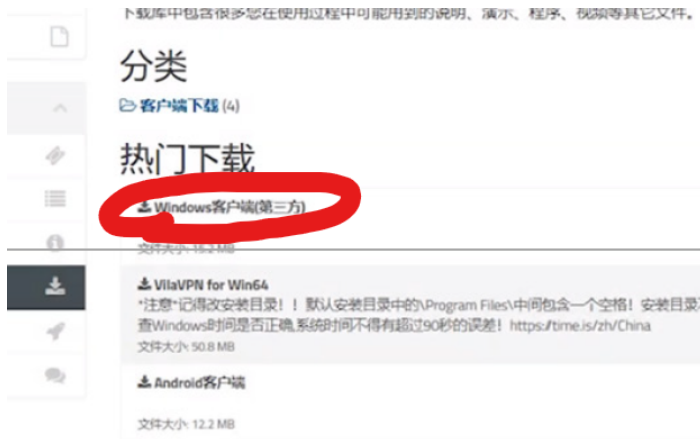 下载库中包含很多您在使用过程中可能用到的说明、演示、程序、视频等其它文件。
分类
客户端下载 (4)
热门下载
Windows客户端(第三方)
文件大小: 15.2 MB
VilaVPN for Win64
*注意*记得改安装目录！！默认安装目录中的\Program Files\中间包含一个空格！安装目录
查Windows时间是否正确,系统时间不得有超过90秒的误差！https://time.is/zh/China
文件大小: 50.8 MB
Android客户端
文件大小: 12.2 MB